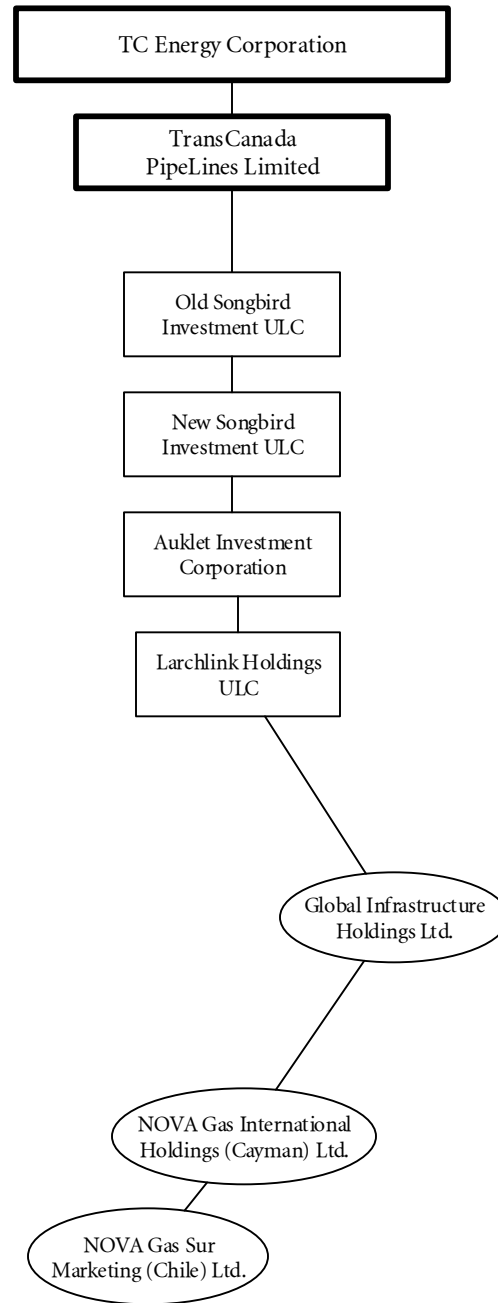 TC Energy Corporation
TransCanada
PipeLines Limited
Old Songbird
Investment ULC
New Songbird
Investment ULC
Auklet Investment
Corporation
Larchlink Holdings
ULC
Global Infrastructure
Holdings Ltd.
NOVA Gas International
Holdings (Cayman) Ltd.
NOVA Gas Sur
Marketing (Chile) Ltd.